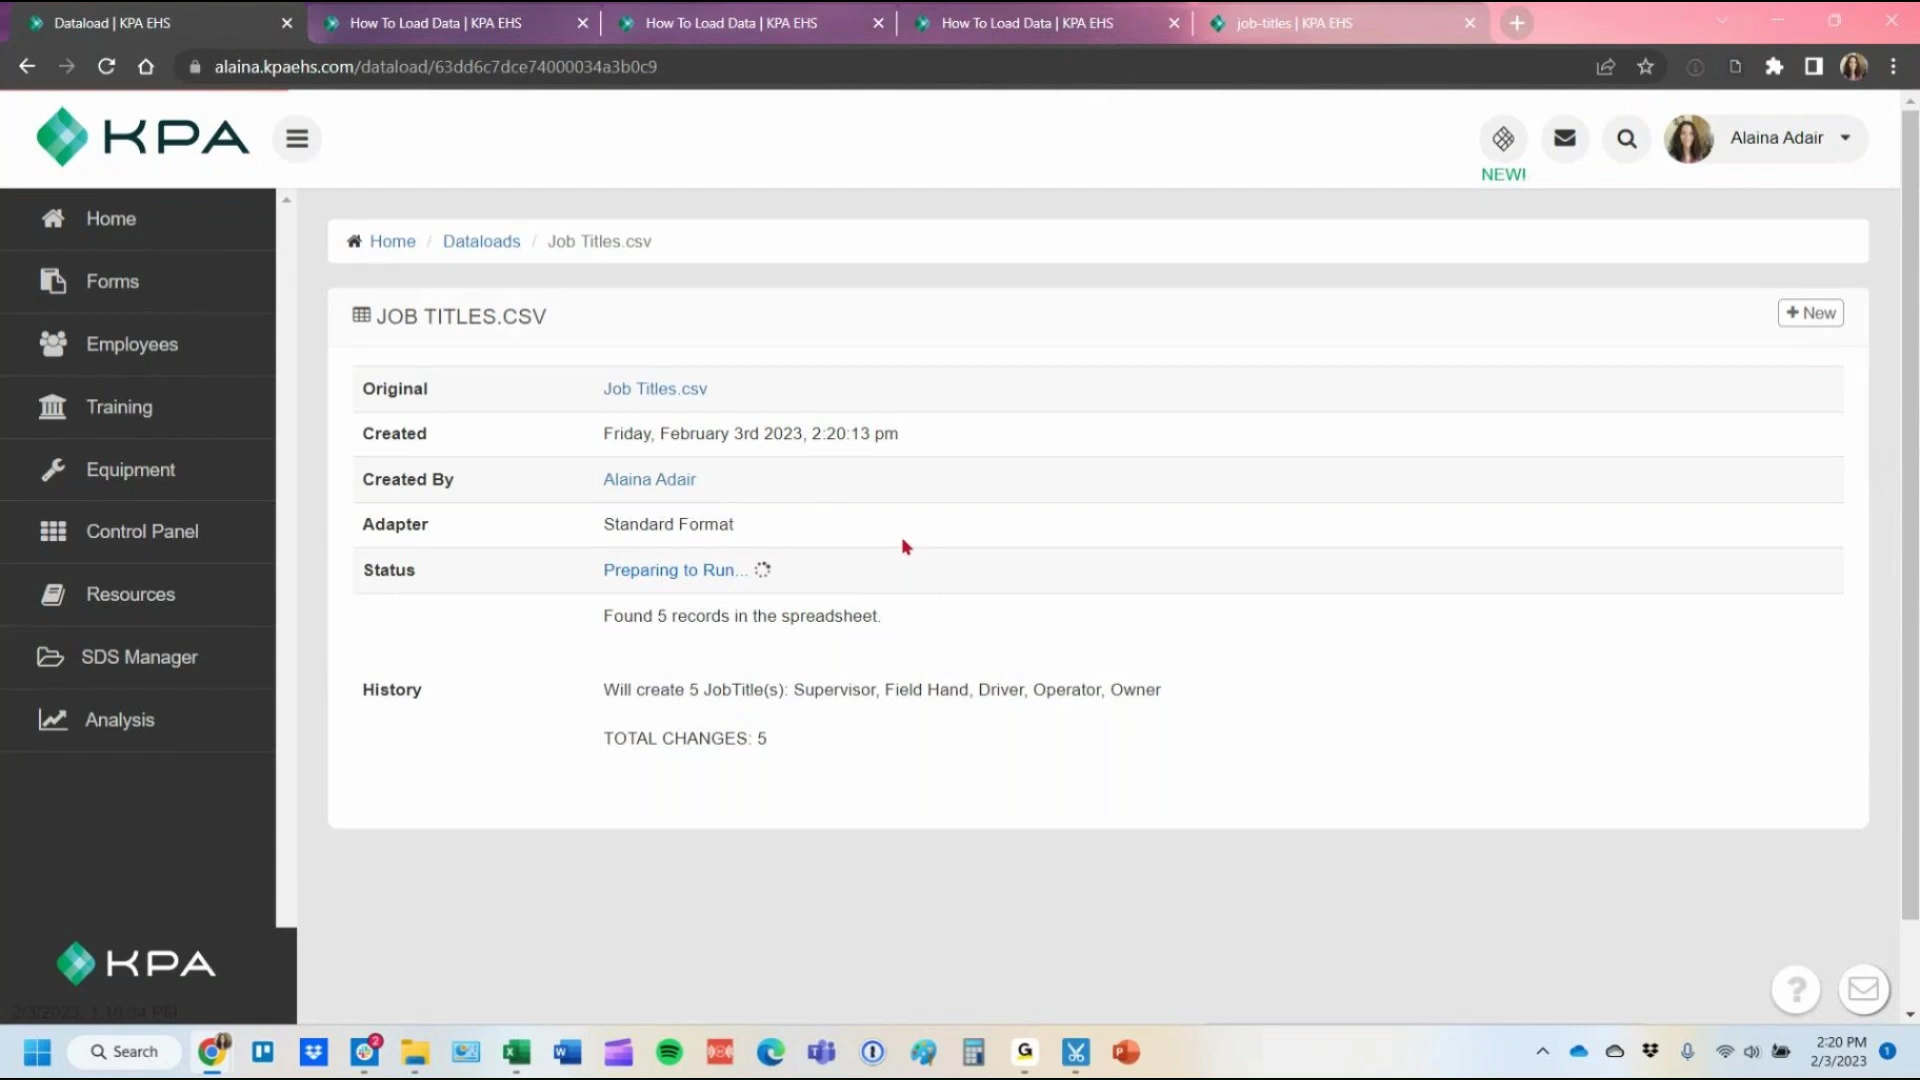 Dataload | KPA EHS
How To Load Data | KPA EHS
How To Load Data | KPA EHS
How To Load Data | KPA EHS
job-titles | KPA EHS
alaina.kpaehs.com/dataload/63dd6c7dce74000034a3b0c9
KPA
NEW!
Alaina Adair
Home
Forms
Employees
Training
Equipment
Control Panel
Resources
SDS Manager
Analysis
KPA
Home / Dataloads / Job Titles.csv
JOB TITLES.CSV
+ New
Original Job Titles.csv
Created Friday, February 3rd 2023, 2:20:13 pm
Created By Alaina Adair
Adapter Standard Format
Status Preparing to Run...
Found 5 records in the spreadsheet.
History Will create 5 JobTitle(s): Supervisor, Field Hand, Driver, Operator, Owner
TOTAL CHANGES: 5
?
Search
2
2:20 PM
2/3/2023
1